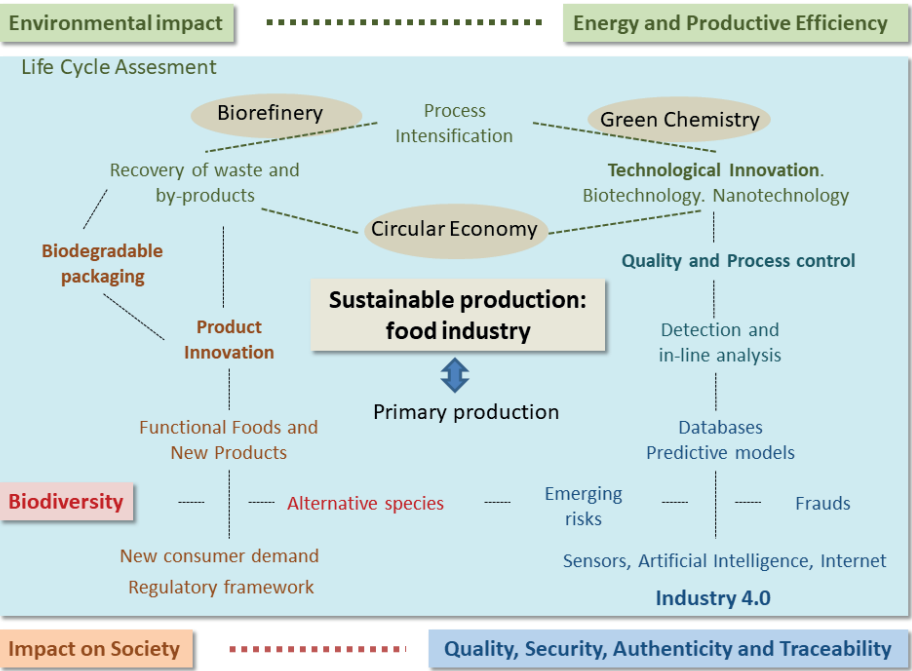 Environmental impact
Energy and Productive Efficiency
Life Cycle Assesment
Biorefinery
Process
Intensification
Green Chemistry
Recovery of waste and
by-products
Technological Innovation.
Biotechnology. Nanotechnology
Circular Economy
Biodegradable
packaging
Quality and Process control
Sustainable production:
food industry
Product
Innovation
Detection and
in-line analysis
Primary production
Functional Foods and
New Products
Databases
Predictive models
Biodiversity
Alternative species
Emerging
risks
Frauds
New consumer demand
Regulatory framework
Sensors, Artificial Intelligence, Internet
Industry 4.0
Impact on Society
Quality, Security, Authenticity and Traceability